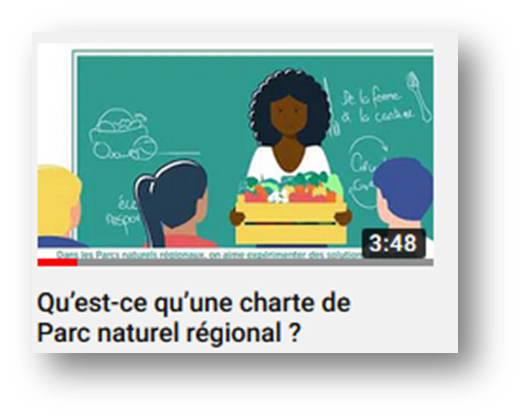 De la ferme
à la cantine
Dans les Parcs naturels régionaux, on aime expérimenter des solution
3:48
Qu'est-ce qu'une charte de
Parc naturel régional ?